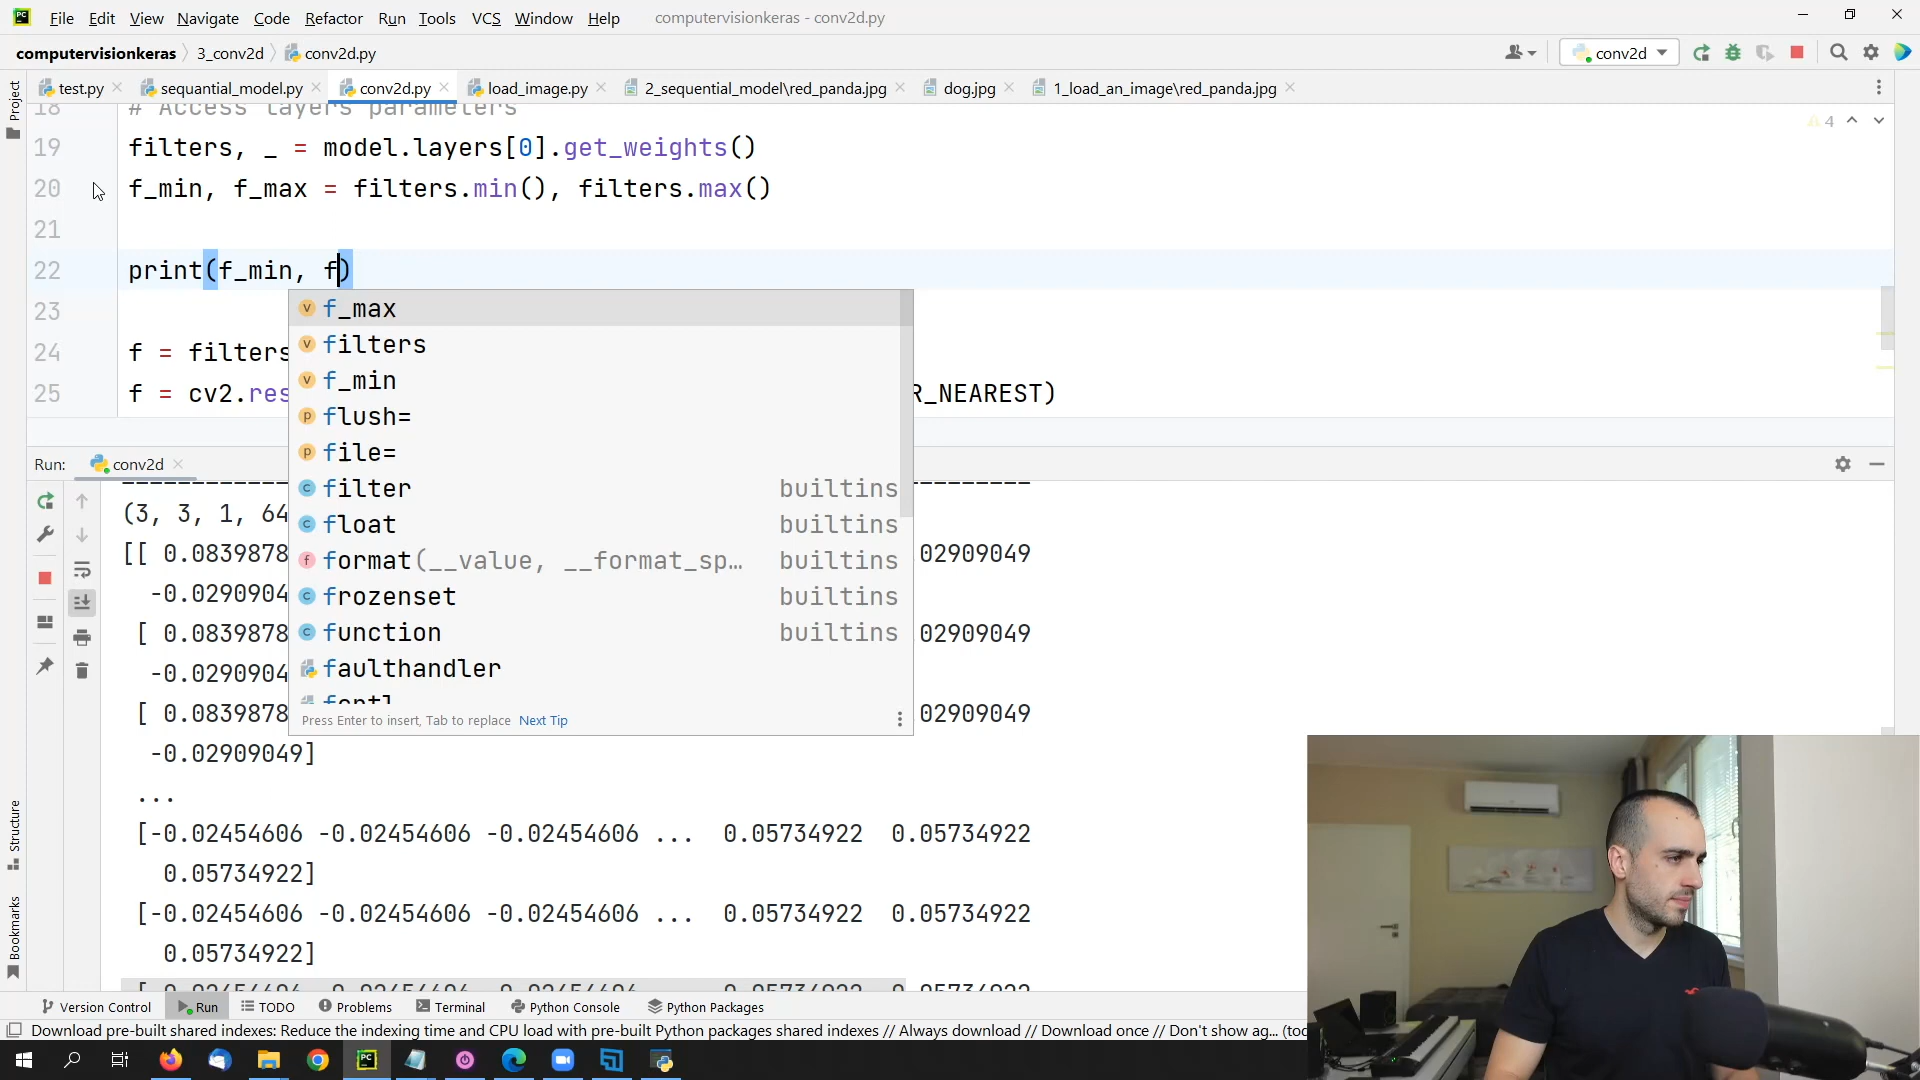 PC File Edit View Navigate Code Refactor Run Tools VCS Window Help computervisionkeras - conv2d.py
computervisionkeras 3_conv2d conv2d.py conv2d
test.py sequantial_model.py conv2d.py load_image.py 2_sequential_model\red_panda.jpg dog.jpg 1_load_an_image\red_panda.jpg
Project
18 # Access layers parameters
4
19 filters, _ = model.layers[0].get_weights()
20 f_min, f_max = filters.min(), filters.max()
21
22 print(f_min, f)
23
24 f = filters
25 f = cv2.res R_NEAREST)
f_max
filters
f_min
flush=
file=
filter builtins
float builtins
format(__value, __format_sp… builtins
frozenset builtins
function builtins
faulthandler
Press Enter to insert, Tab to replace Next Tip
Run: conv2d
(3, 3, 1, 64
[[ 0.0839878 02909049
-0.0290904
[ 0.0839878 02909049
-0.0290904
[ 0.0839878 02909049
-0.02909049]
...
[-0.02454606 -0.02454606 -0.02454606 ... 0.05734922 0.05734922
0.05734922]
[-0.02454606 -0.02454606 -0.02454606 ... 0.05734922 0.05734922
0.05734922]
Structure
Bookmarks
Version Control Run TODO Problems Terminal Python Console Python Packages
Download pre-built shared indexes: Reduce the indexing time and CPU load with pre-built Python packages shared indexes // Always download // Download once // Don't show ag... (too
PC